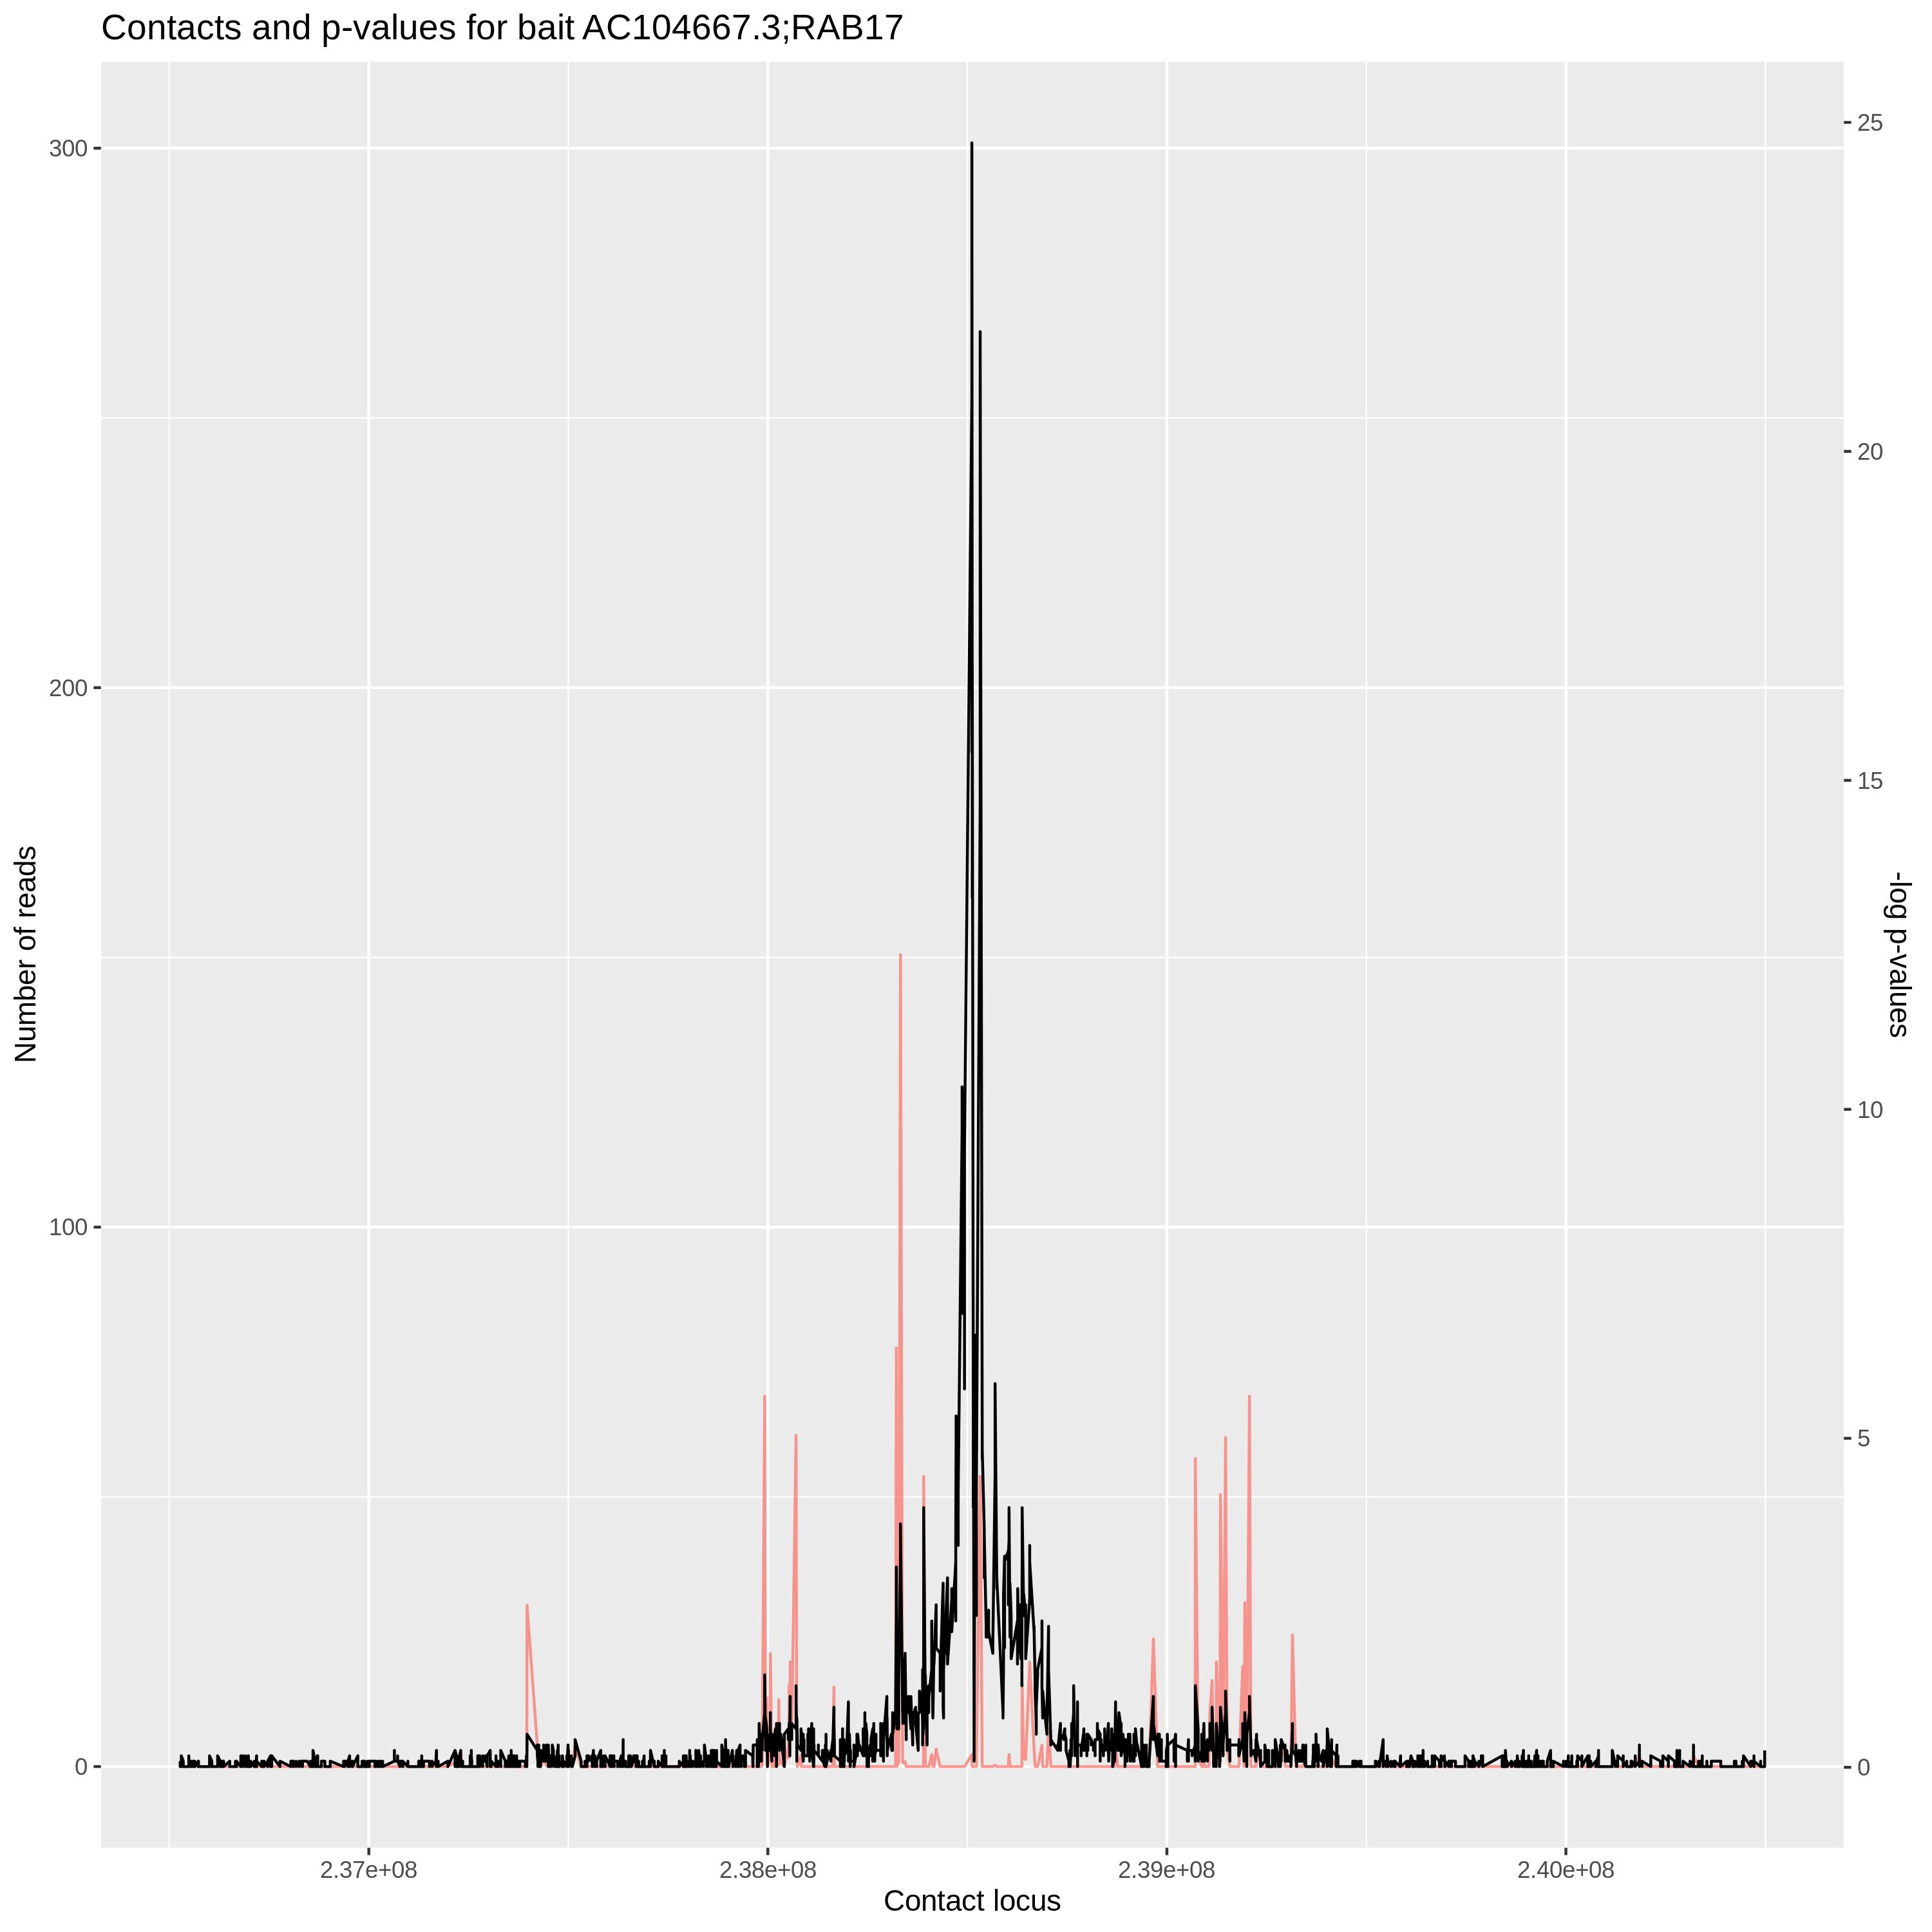 Contacts and p-values for bait AC104667.3;RAB17
300
200
100
0
Number of reads
25
20
15
10
5
0
-log p-values
2.37e+08
2.38e+08
2.39e+08
2.40e+08
Contact locus